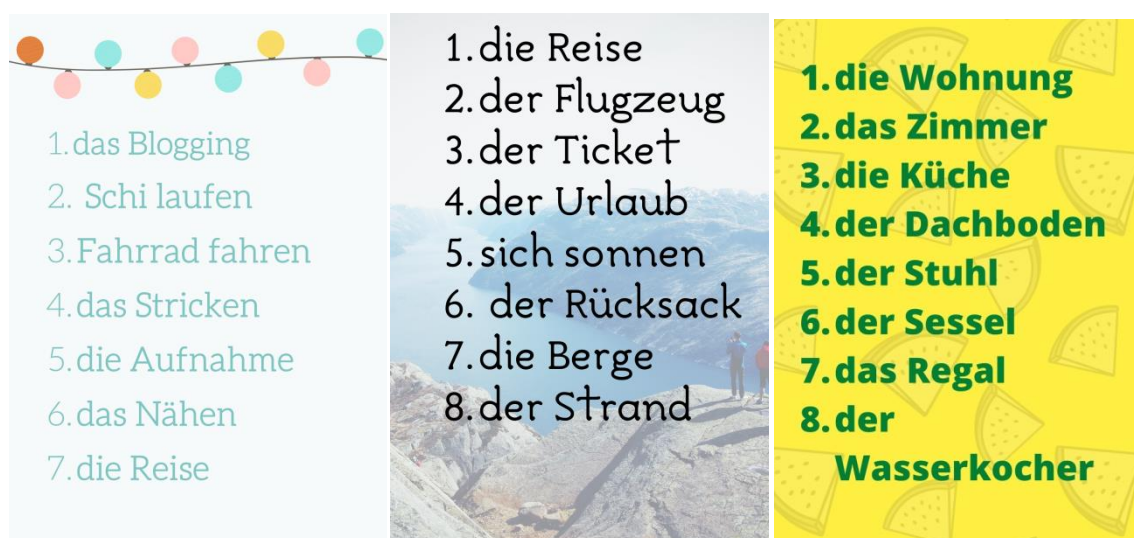 1. das Blogging
2. Schi laufen
3. Fahrrad fahren
4. das Stricken
5. die Aufnahme
6. das Nähen
7. die Reise
1. die Reise
2. der Flugzeug
3. der Ticket
4. der Urlaub
5. sich sonnen
6. der Rücksack
7. die Berge
8. der Strand
1. die Wohnung
2. das Zimmer
3. die Küche
4. der Dachboden
5. der Stuhl
6. der Sessel
7. das Regal
8. der
Wasserkocher